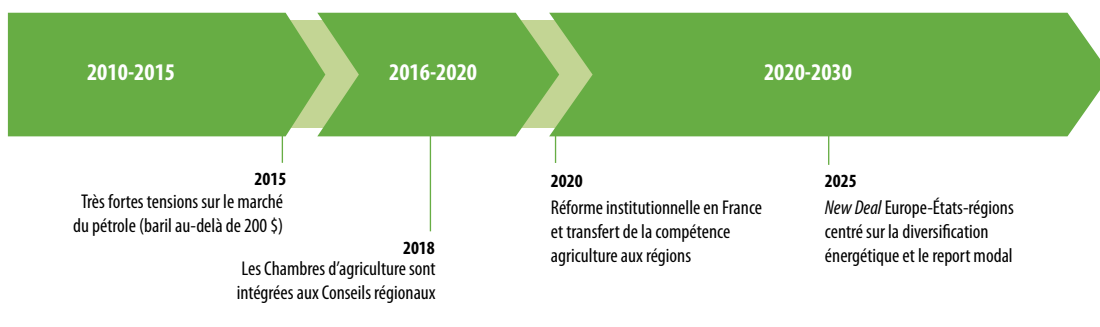 2010-2015
2016-2020
2020-2030
2015
Très fortes tensions sur le marché
du pétrole (baril au-delà de 200 $)
2018
Les Chambres d'agriculture sont
intégrées aux Conseils régionaux
2020
Réforme institutionnelle en France
et transfert de la compétence
agriculture aux régions
2025
New Deal Europe-États-régions
centré sur la diversification
énergétique et le report modal